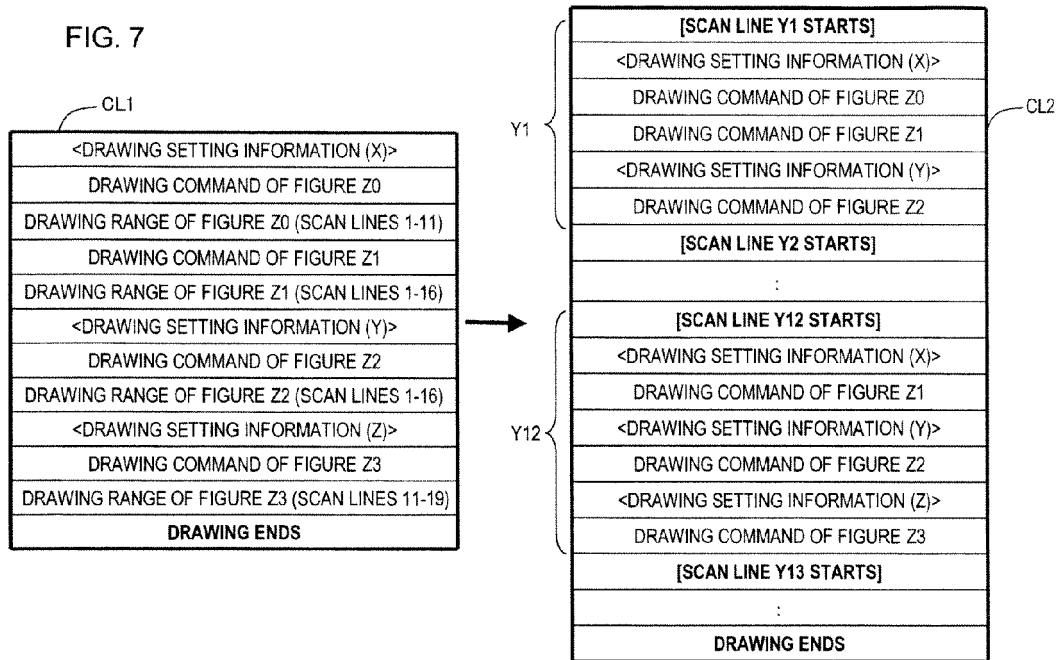 FIG. 7
CL1
<DRAWING SETTING INFORMATION (X)>
DRAWING COMMAND OF FIGURE Z0
DRAWING RANGE OF FIGURE Z0 (SCAN LINES 1-11)
DRAWING COMMAND OF FIGURE Z1
DRAWING RANGE OF FIGURE Z1 (SCAN LINES 1-16)
<DRAWING SETTING INFORMATION (Y)>
DRAWING COMMAND OF FIGURE Z2
DRAWING RANGE OF FIGURE Z2 (SCAN LINES 1-16)
<DRAWING SETTING INFORMATION (Z)>
DRAWING COMMAND OF FIGURE Z3
DRAWING RANGE OF FIGURE Z3 (SCAN LINES 11-19)
DRAWING ENDS
CL2
Y1
[SCAN LINE Y1 STARTS]
<DRAWING SETTING INFORMATION (X)>
DRAWING COMMAND OF FIGURE Z0
DRAWING COMMAND OF FIGURE Z1
<DRAWING SETTING INFORMATION (Y)>
DRAWING COMMAND OF FIGURE Z2
[SCAN LINE Y2 STARTS]
:
Y12
[SCAN LINE Y12 STARTS]
<DRAWING SETTING INFORMATION (X)>
DRAWING COMMAND OF FIGURE Z1
<DRAWING SETTING INFORMATION (Y)>
DRAWING COMMAND OF FIGURE Z2
<DRAWING SETTING INFORMATION (Z)>
DRAWING COMMAND OF FIGURE Z3
[SCAN LINE Y13 STARTS]
:
DRAWING ENDS